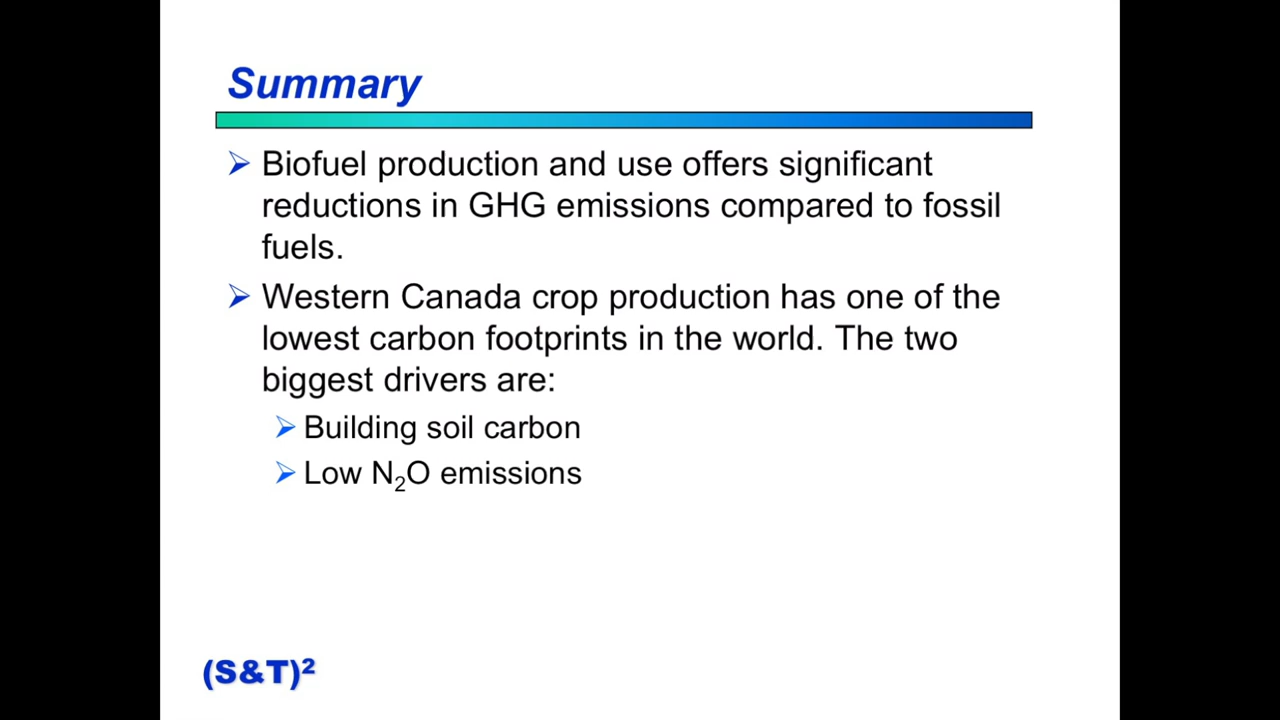 Summary
Biofuel production and use offers significant
reductions in GHG emissions compared to fossil
fuels.
Western Canada crop production has one of the
lowest carbon footprints in the world. The two
biggest drivers are:
Building soil carbon
Low N₂O emissions
(S&T)²